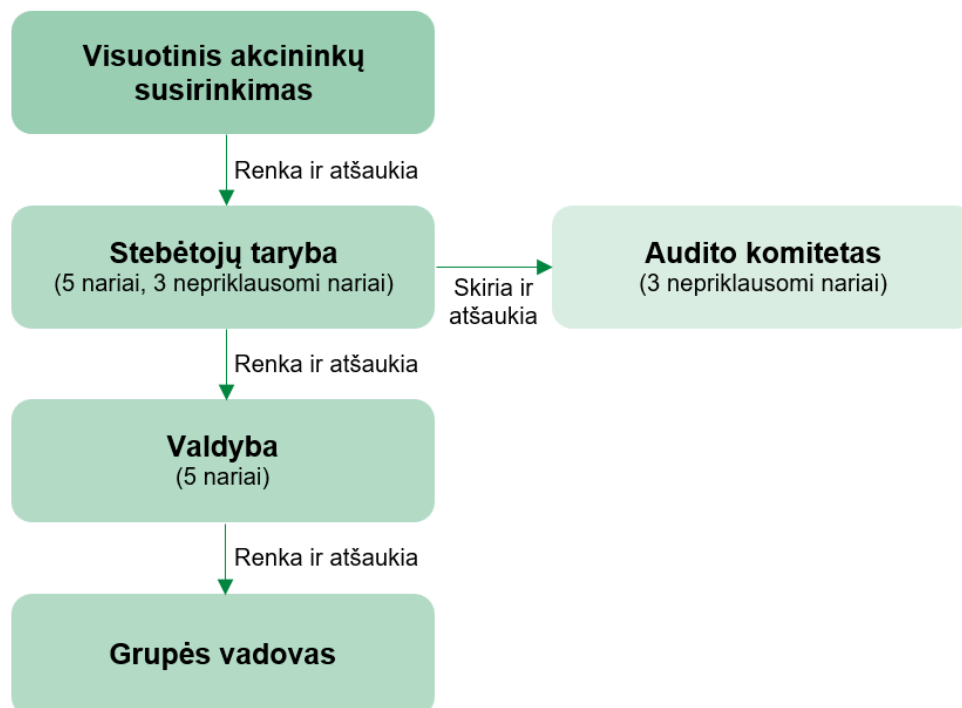 Visuotinis akcininkų
susirinkimas
Renka ir atšaukia
Stebėtojų taryba
(5 nariai, 3 nepriklausomi nariai)
Skiria ir
atšaukia
Audito komitetas
(3 nepriklausomi nariai)
Renka ir atšaukia
Valdyba
(5 nariai)
Renka ir atšaukia
Grupės vadovas